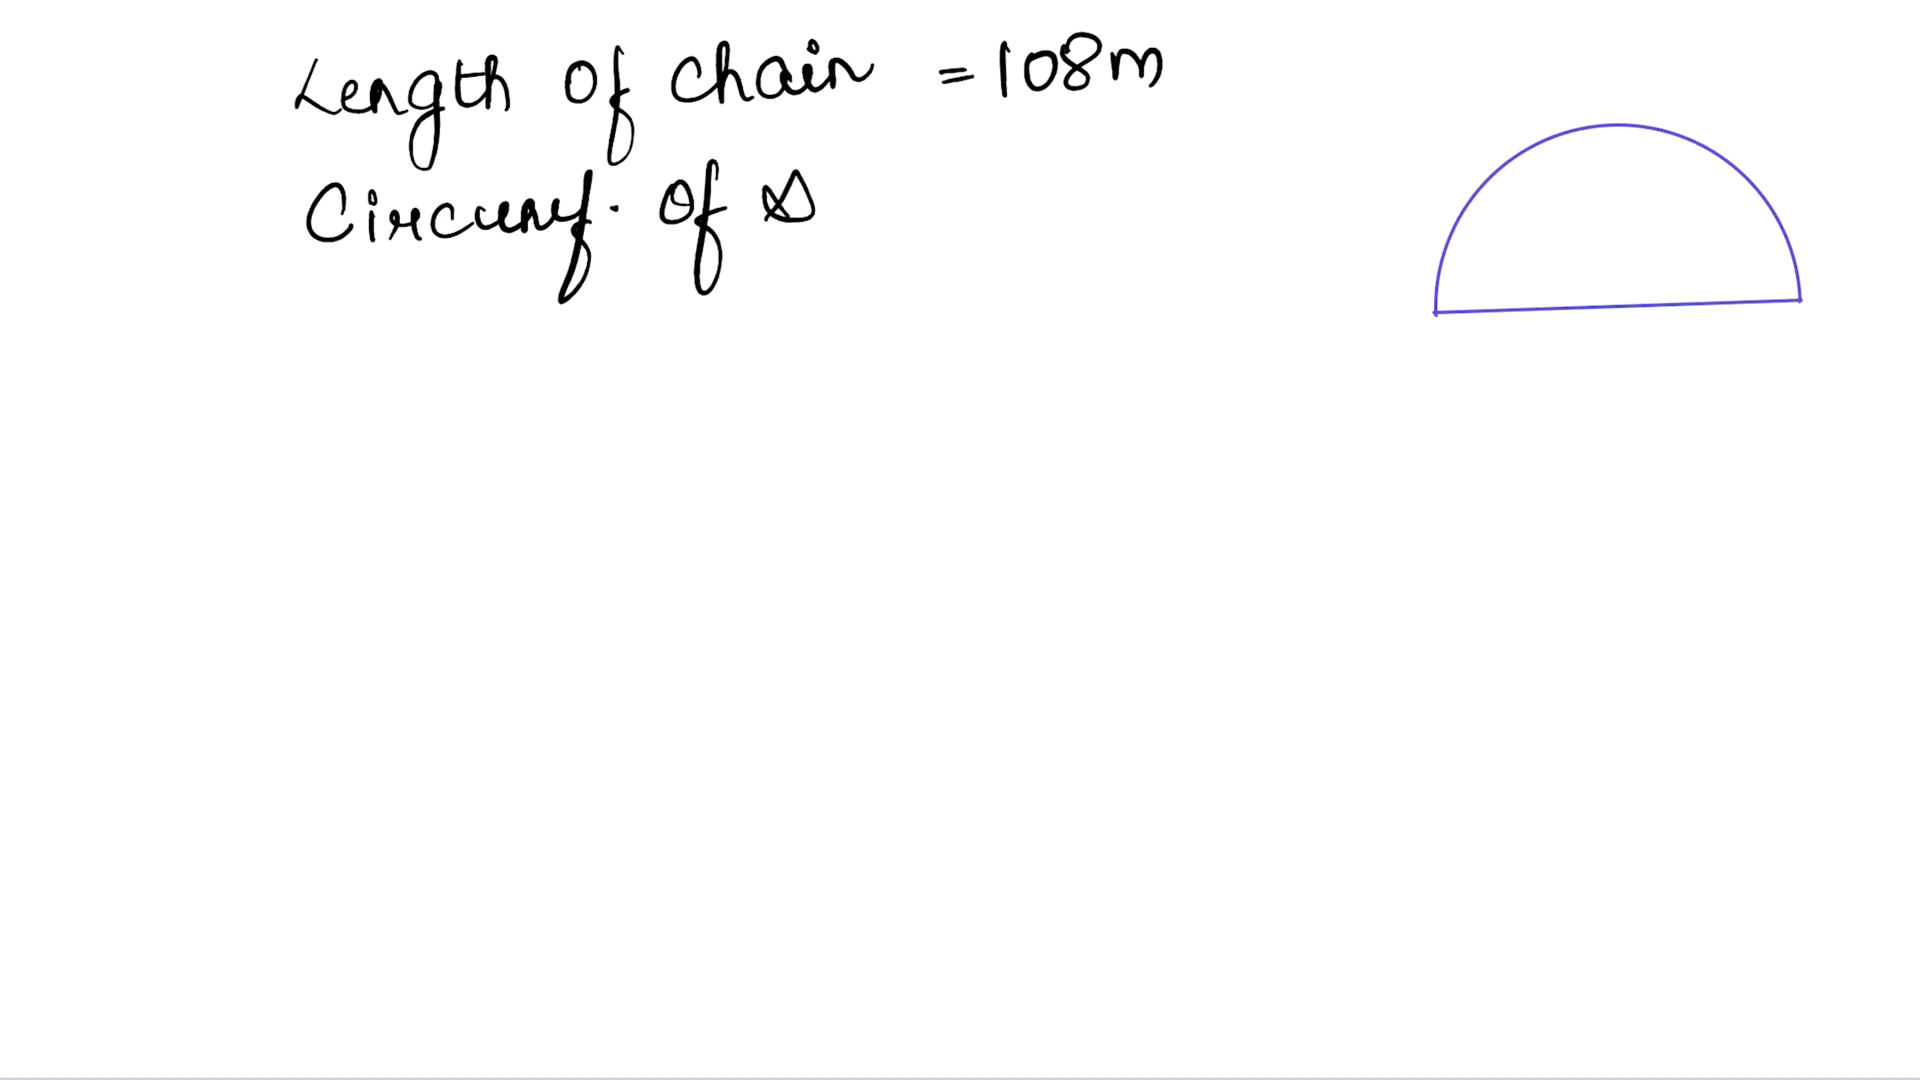 Length of chain = 108m
Circumf. of